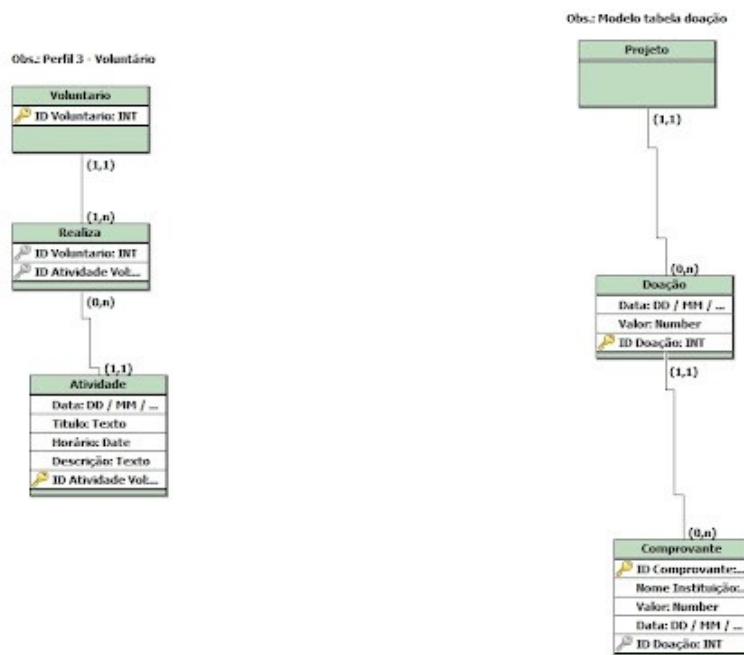 Obs.: Perfil 3 - Voluntário
Voluntario
ID Voluntario: INT
(1,1)
(1,n)
Realiza
ID Voluntario: INT
ID Atividade Vol:...
(0,n)
(1,1)
Atividade
Data: DD / MM / ...
Titulo: Texto
Horário: Date
Descrição: Texto
ID Atividade Vol:...
Obs.: Modelo tabela doação
Projeto
(1,1)
(0,n)
Doação
Data: DD / MM / ...
Valor: Number
ID Doação: INT
(1,1)
(0,n)
Comprovante
ID Comprovante:...
Nome Instituição:...
Valor: Number
Data: DD / MM / ...
ID Doação: INT